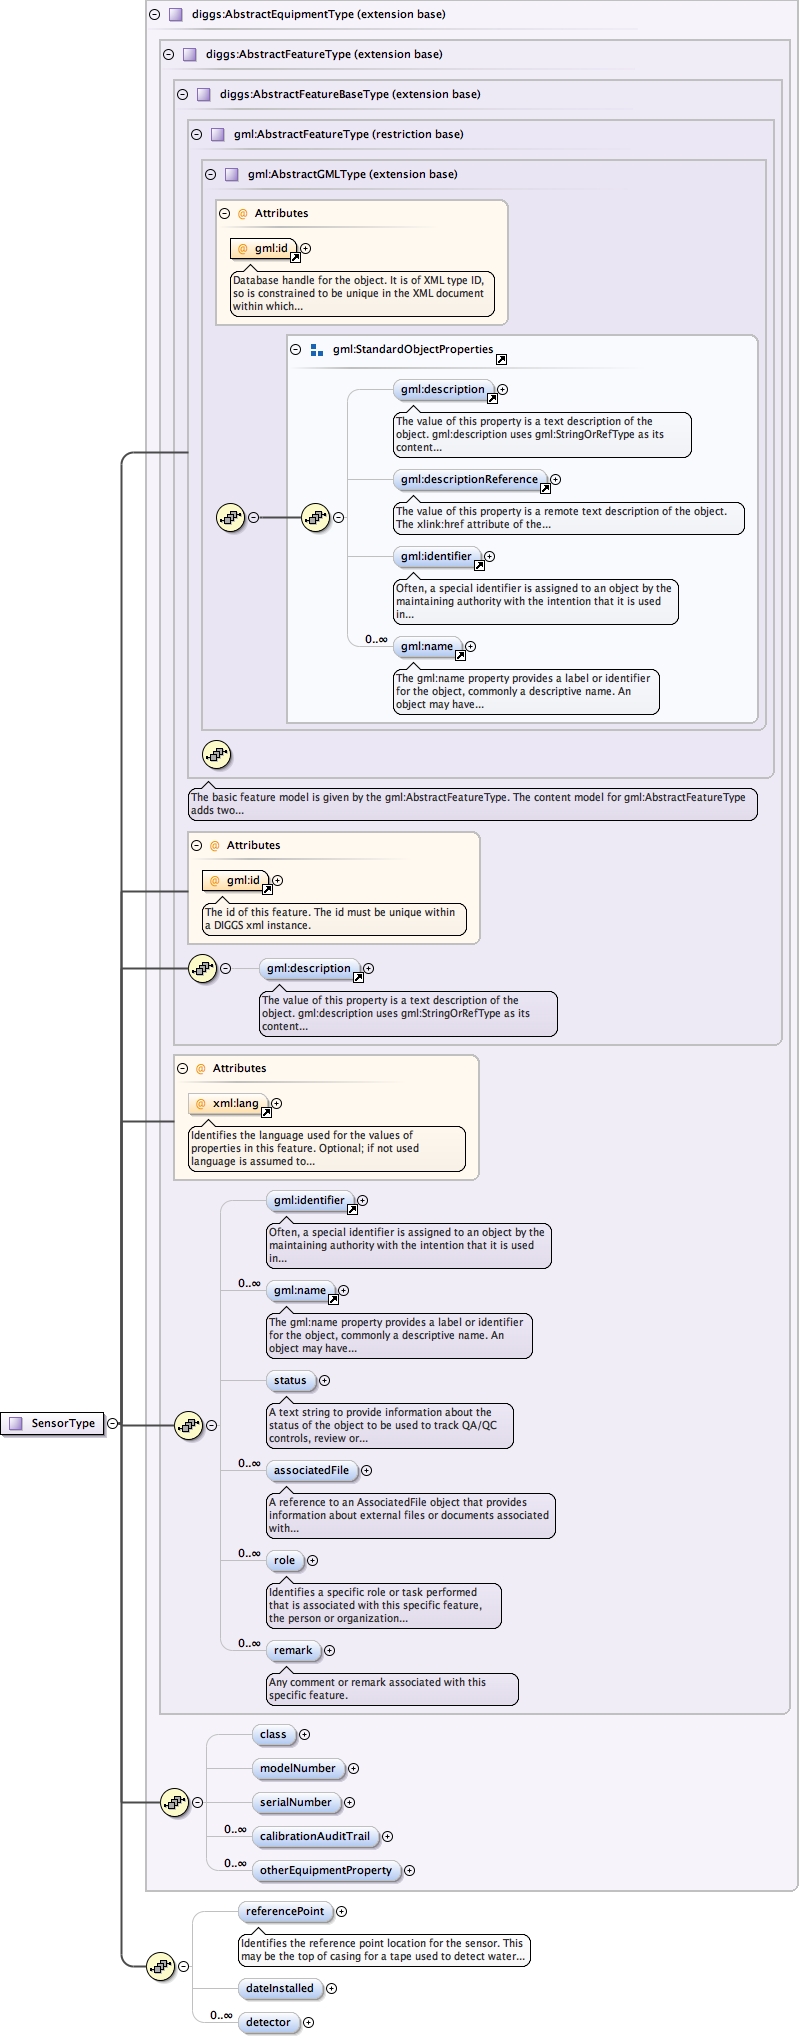 diggs:AbstractEquipmentType (extension base)
diggs:AbstractFeatureType (extension base)
diggs:AbstractFeatureBaseType (extension base)
gml:AbstractFeatureType (restriction base)
gml:AbstractGMLType (extension base)
@ Attributes
@ gml:id
Database handle for the object. It is of XML type ID,
so is constrained to be unique in the XML document
within which...
gml:StandardObjectProperties
gml:description
The value of this property is a text description of the
object. gml:description uses gml:StringOrRefType as its
content...
gml:descriptionReference
The value of this property is a remote text description of the object.
The xlink:href attribute of the...
gml:identifier
Often, a special identifier is assigned to an object by the
maintaining authority with the intention that it is used
in...
0..∞
gml:name
The gml:name property provides a label or identifier
for the object, commonly a descriptive name. An
object may have...
The basic feature model is given by the gml:AbstractFeatureType. The content model for gml:AbstractFeatureType
adds two...
@ Attributes
@ gml:id
The id of this feature. The id must be unique within
a DIGGS xml instance.
gml:description
The value of this property is a text description of the
object. gml:description uses gml:StringOrRefType as its
content...
@ Attributes
@ xml:lang
Identifies the language used for the values of
properties in this feature. Optional; if not used
language is assumed to...
gml:identifier
Often, a special identifier is assigned to an object by the
maintaining authority with the intention that it is used
in...
0..∞
gml:name
The gml:name property provides a label or identifier
for the object, commonly a descriptive name. An
object may have...
status
A text string to provide information about the
status of the object to be used to track QA/QC
controls, review or...
SensorType
0..∞
associatedFile
A reference to an AssociatedFile object that provides
information about external files or documents associated
with...
0..∞
role
Identifies a specific role or task performed
that is associated with this specific feature,
the person or organization...
0..∞
remark
Any comment or remark associated with this
specific feature.
class
modelNumber
serialNumber
0..∞
calibrationAuditTrail
0..∞
otherEquipmentProperty
referencePoint
Identifies the reference point location for the sensor. This
may be the top of casing for a tape used to detect water...
dateInstalled
0..∞
detector